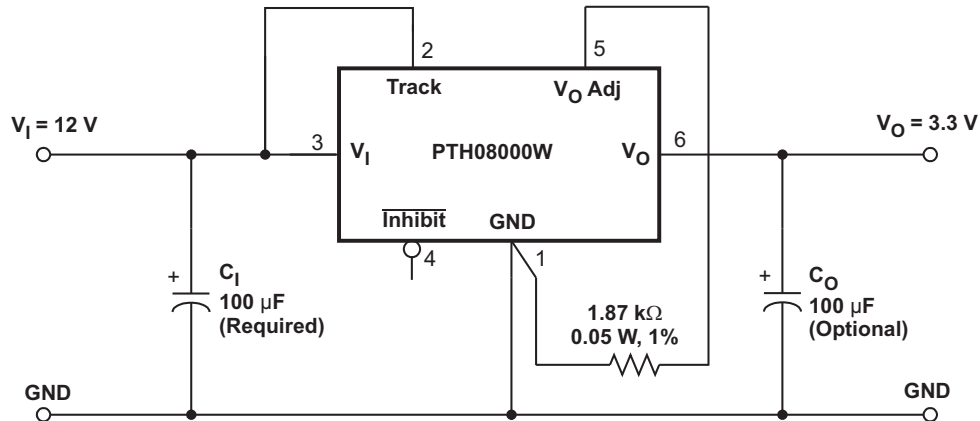 2
5
Track
V_O Adj
V_I = 12 V
V_O = 3.3 V
3
V_I
PTH08000W
V_O
6
Inhibit
GND
4
1
+
C_I
100 μF
(Required)
1.87 kΩ
0.05 W, 1%
+
C_O
100 μF
(Optional)
GND
GND